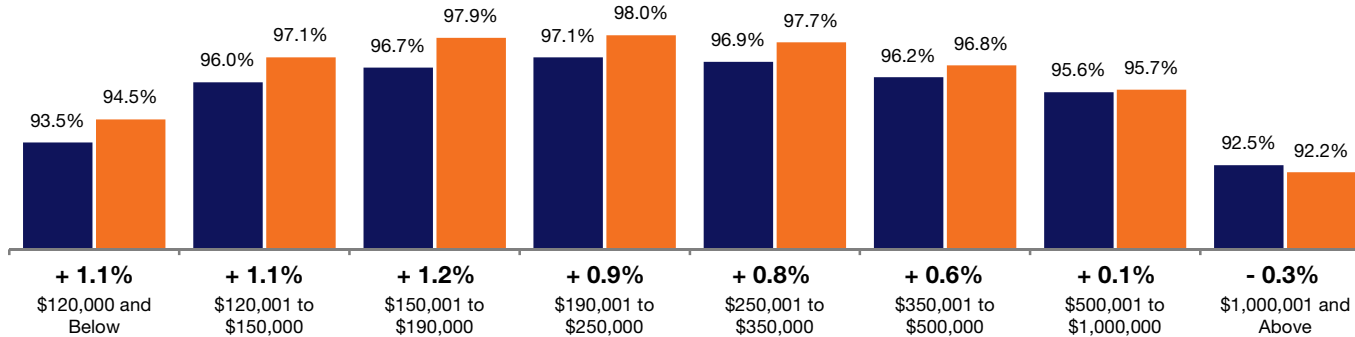 93.5% 94.5% 96.0% 97.1% 96.7% 97.9% 97.1% 98.0% 96.9% 97.7% 96.2% 96.8% 95.6% 95.7% 92.5% 92.2%
+ 1.1% + 1.1% + 1.2% + 0.9% + 0.8% + 0.6% + 0.1% - 0.3%
$120,000 and $120,001 to $150,001 to $190,001 to $250,001 to $350,001 to $500,001 to $1,000,001 and
Below $150,000 $190,000 $250,000 $350,000 $500,000 $1,000,000 Above